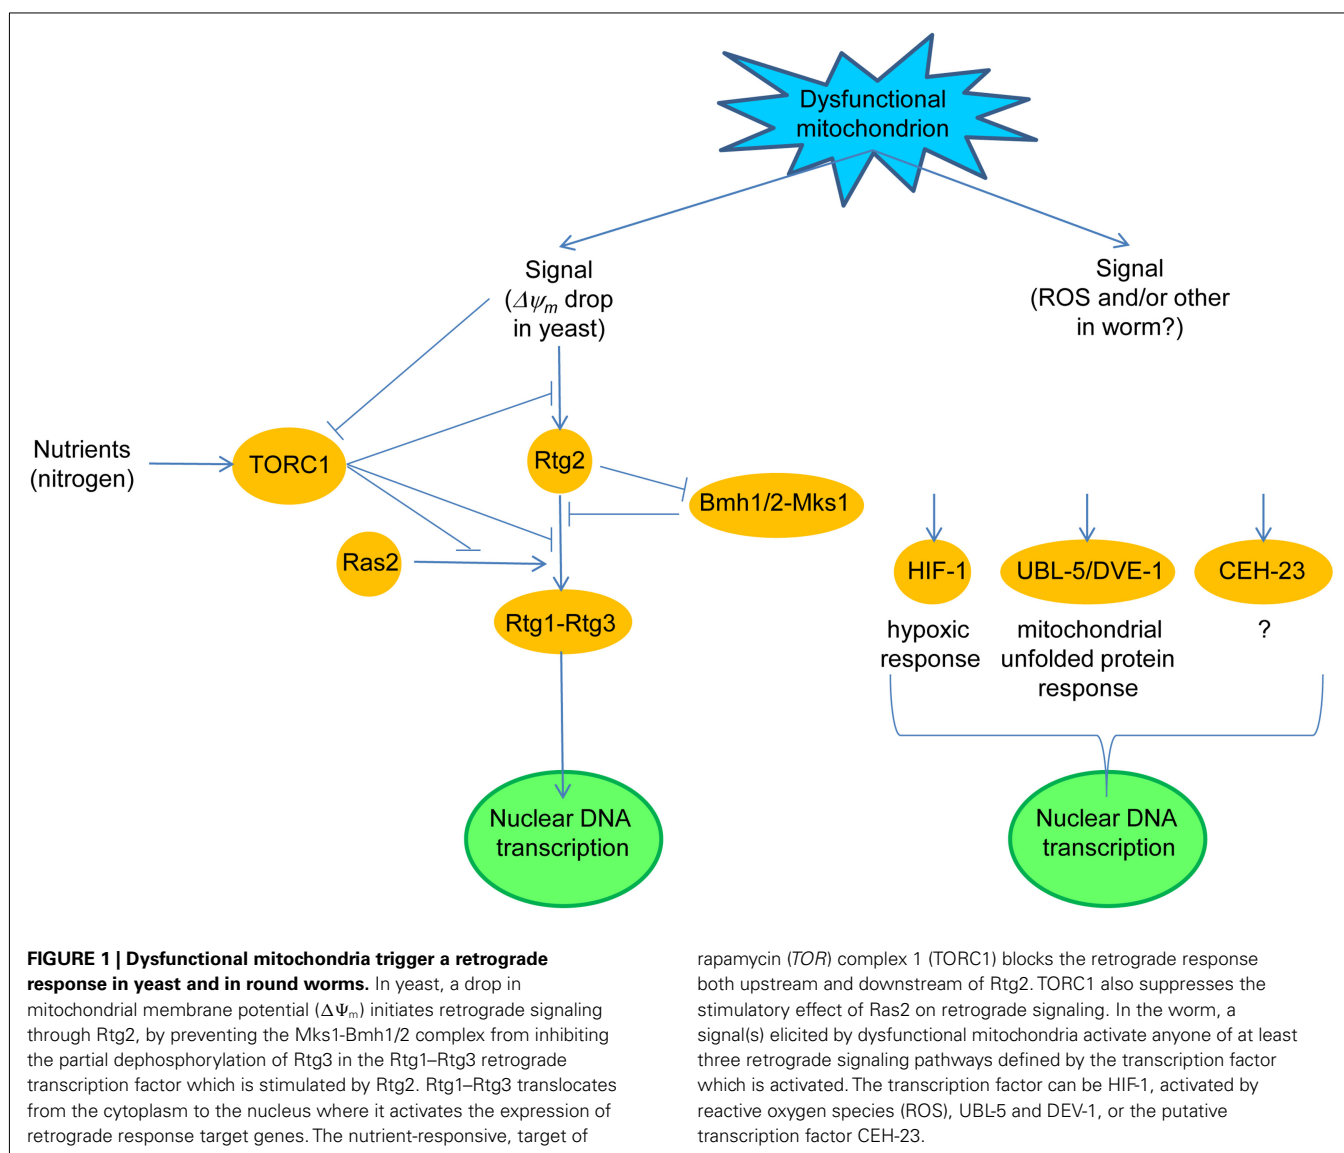 Dysfunctional
mitochondrion
Signal
(Δψm drop
in yeast)
Signal
(ROS and/or other
in worm?)
Nutrients
(nitrogen)
TORC1
Rtg2
Bmh1/2-Mks1
Ras2
Rtg1-Rtg3
HIF-1
UBL-5/DVE-1
CEH-23
hypoxic
response
mitochondrial
unfolded protein
response
?
Nuclear DNA
transcription
Nuclear DNA
transcription
FIGURE 1 | Dysfunctional mitochondria trigger a retrograde
response in yeast and in round worms. In yeast, a drop in
mitochondrial membrane potential (ΔΨm) initiates retrograde signaling
through Rtg2, by preventing the Mks1-Bmh1/2 complex from inhibiting
the partial dephosphorylation of Rtg3 in the Rtg1–Rtg3 retrograde
transcription factor which is stimulated by Rtg2. Rtg1–Rtg3 translocates
from the cytoplasm to the nucleus where it activates the expression of
retrograde response target genes. The nutrient-responsive, target of
rapamycin (TOR) complex 1 (TORC1) blocks the retrograde response
both upstream and downstream of Rtg2. TORC1 also suppresses the
stimulatory effect of Ras2 on retrograde signaling. In the worm, a
signal(s) elicited by dysfunctional mitochondria activate anyone of at least
three retrograde signaling pathways defined by the transcription factor
which is activated. The transcription factor can be HIF-1, activated by
reactive oxygen species (ROS), UBL-5 and DEV-1, or the putative
transcription factor CEH-23.